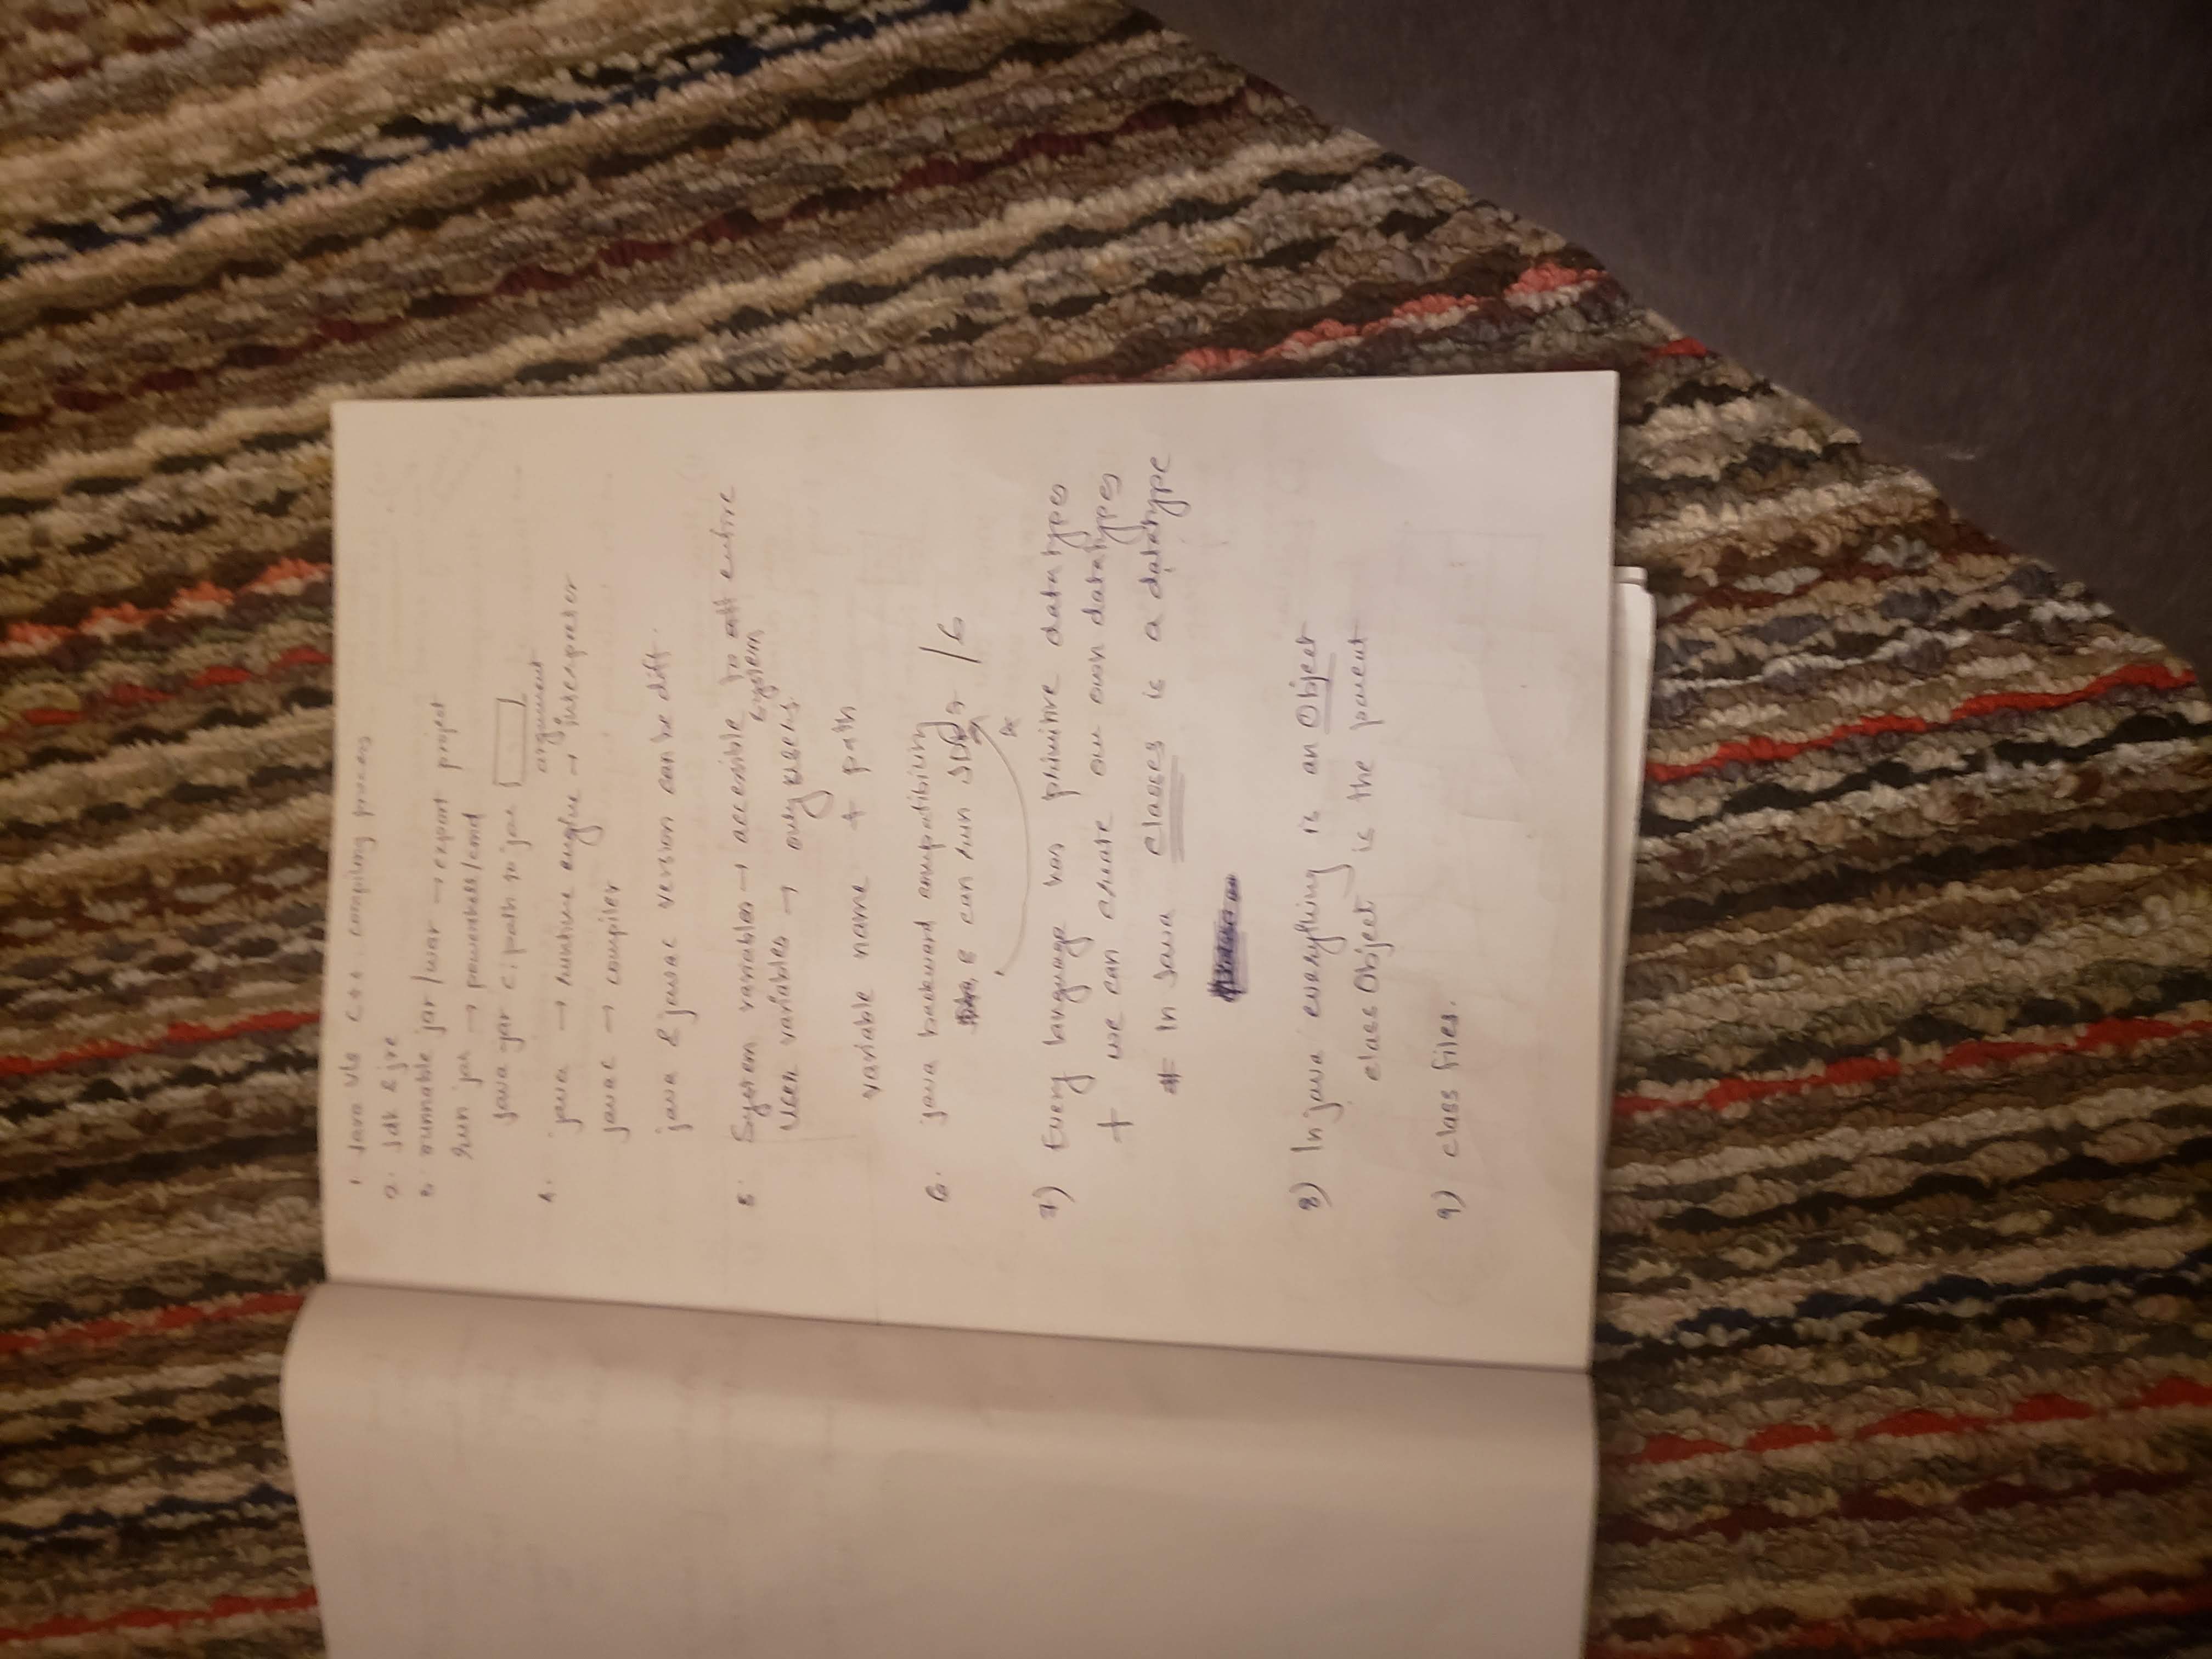 1 Java v/s C++ compiling process
2. Jdk & jre
3 runnable jar/war → export project
Run jar → powershell/cmd
Java -jar c: path to jar
argument
4. java → runtime engine → interpreter
javac → compiler
java & javac version can be diff.
5. System variables → accessible to all entire
system
User variables → only users.
variable name + path
6. java backward compatibility
8 can run JDK 7 / 6
7) Every language has primitive datatypes
+ we can create our own datatypes
# In Java classes is a datatype
8) In java everything is an Object
class Object is the parent
9) class files.